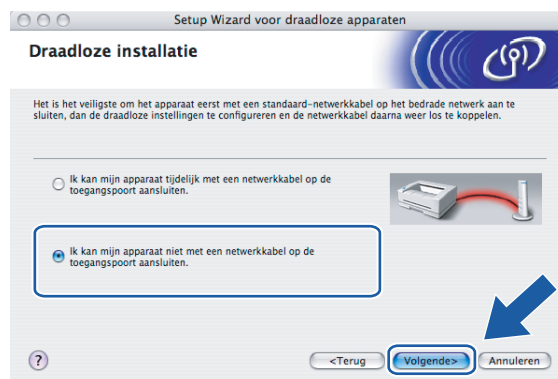 Setup Wizard voor draadloze apparaten
Draadloze installatie
Het is het veiligste om het apparaat eerst met een standaard-netwerkkabel op het bedrade netwerk aan te
sluiten, dan de draadloze instellingen te configureren en de netwerkkabel daarna weer los te koppelen.
Ik kan mijn apparaat tijdelijk met een netwerkkabel op de
toegangspoort aansluiten.
Ik kan mijn apparaat niet met een netwerkkabel op de
toegangspoort aansluiten.
?
<Terug
Volgende>
Annuleren